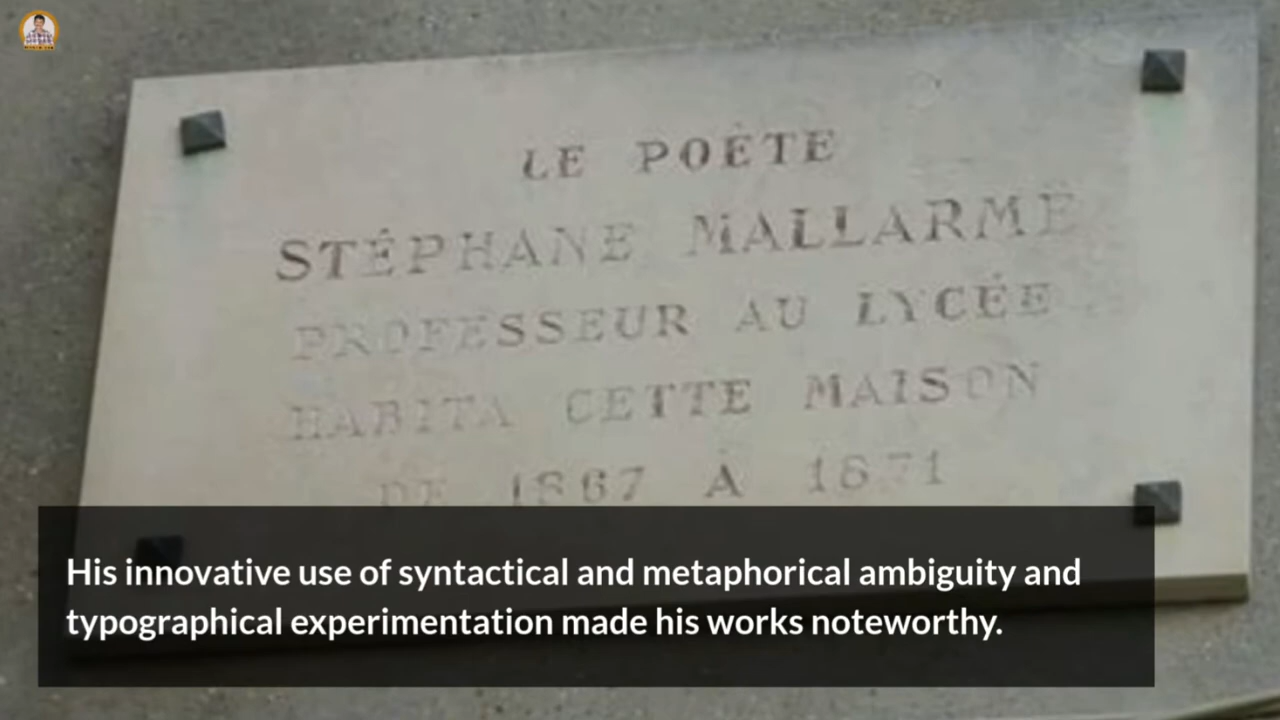 LE POÈTE
STÉPHANE MALLARMÉ
PROFESSEUR AU LYCÉE
HABITA CETTE MAISON
DE 1867 A 1871
His innovative use of syntactical and metaphorical ambiguity and
typographical experimentation made his works noteworthy.